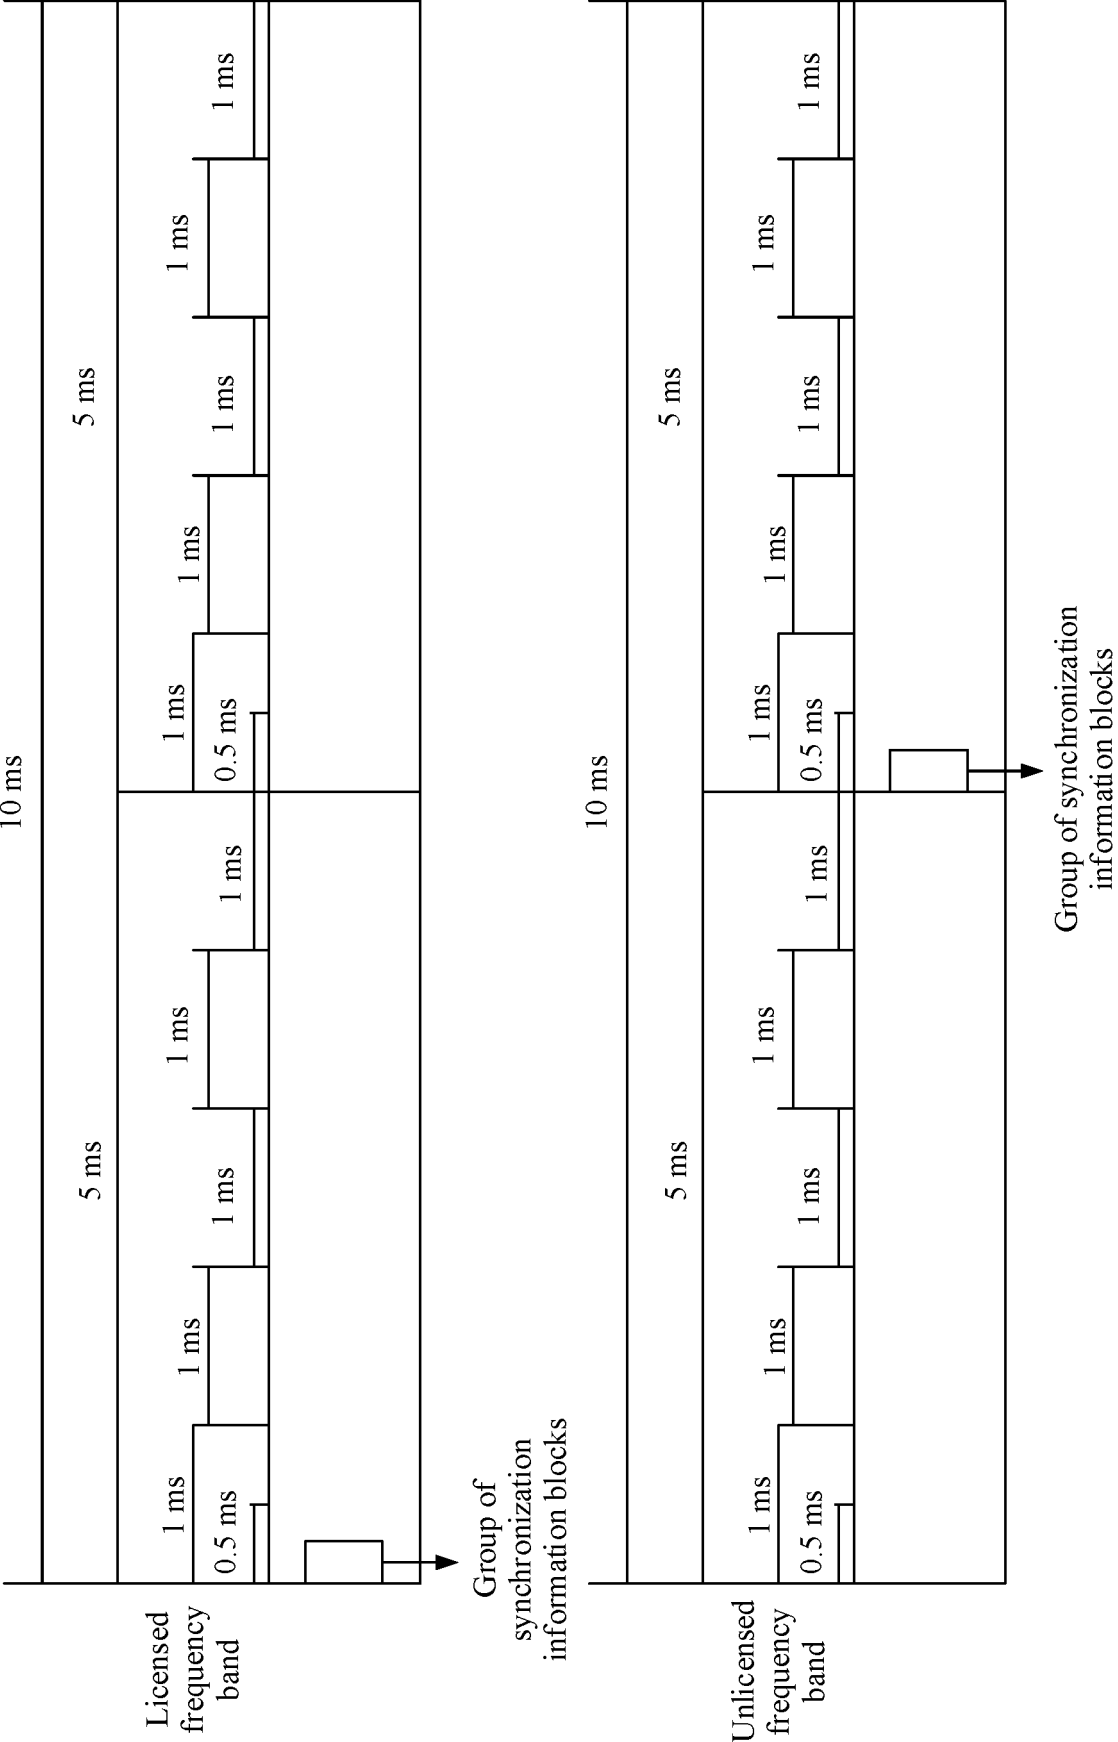 10 ms
5 ms
5 ms
1 ms
1 ms
1 ms
1 ms
1 ms
1 ms
1 ms
1 ms
1 ms
1 ms
0.5 ms
0.5 ms
Licensed
frequency
band
Group of
synchronization
information blocks
10 ms
5 ms
5 ms
1 ms
1 ms
1 ms
1 ms
1 ms
1 ms
1 ms
1 ms
1 ms
1 ms
0.5 ms
0.5 ms
Unlicensed
frequency
band
Group of synchronization
information blocks